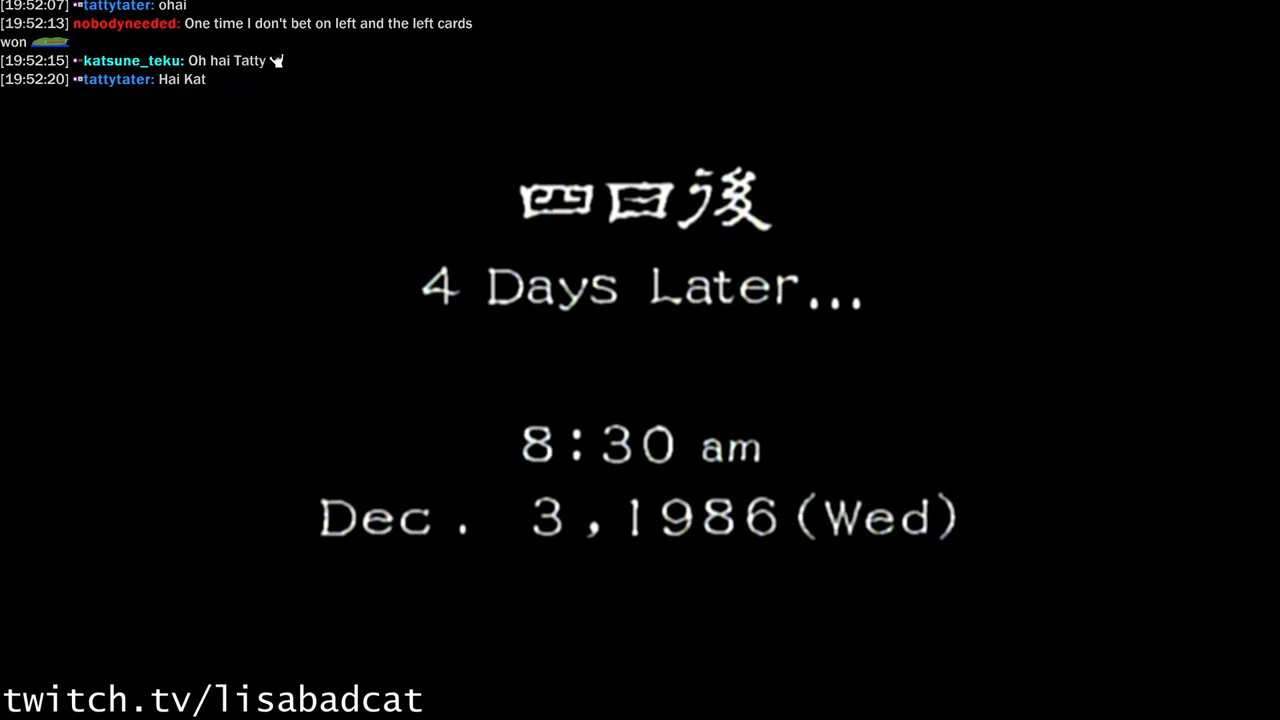 [19:52:07] tattytater: ohai
[19:52:13] nobodyneeded: One time I don't bet on left and the left cards
won
[19:52:15] katsune_teku: Oh hai Tatty
[19:52:20] tattytater: Hai Kat
四日後
4 Days Later...
8:30 am
Dec. 3,1986(Wed)
twitch.tv/lisabadcat